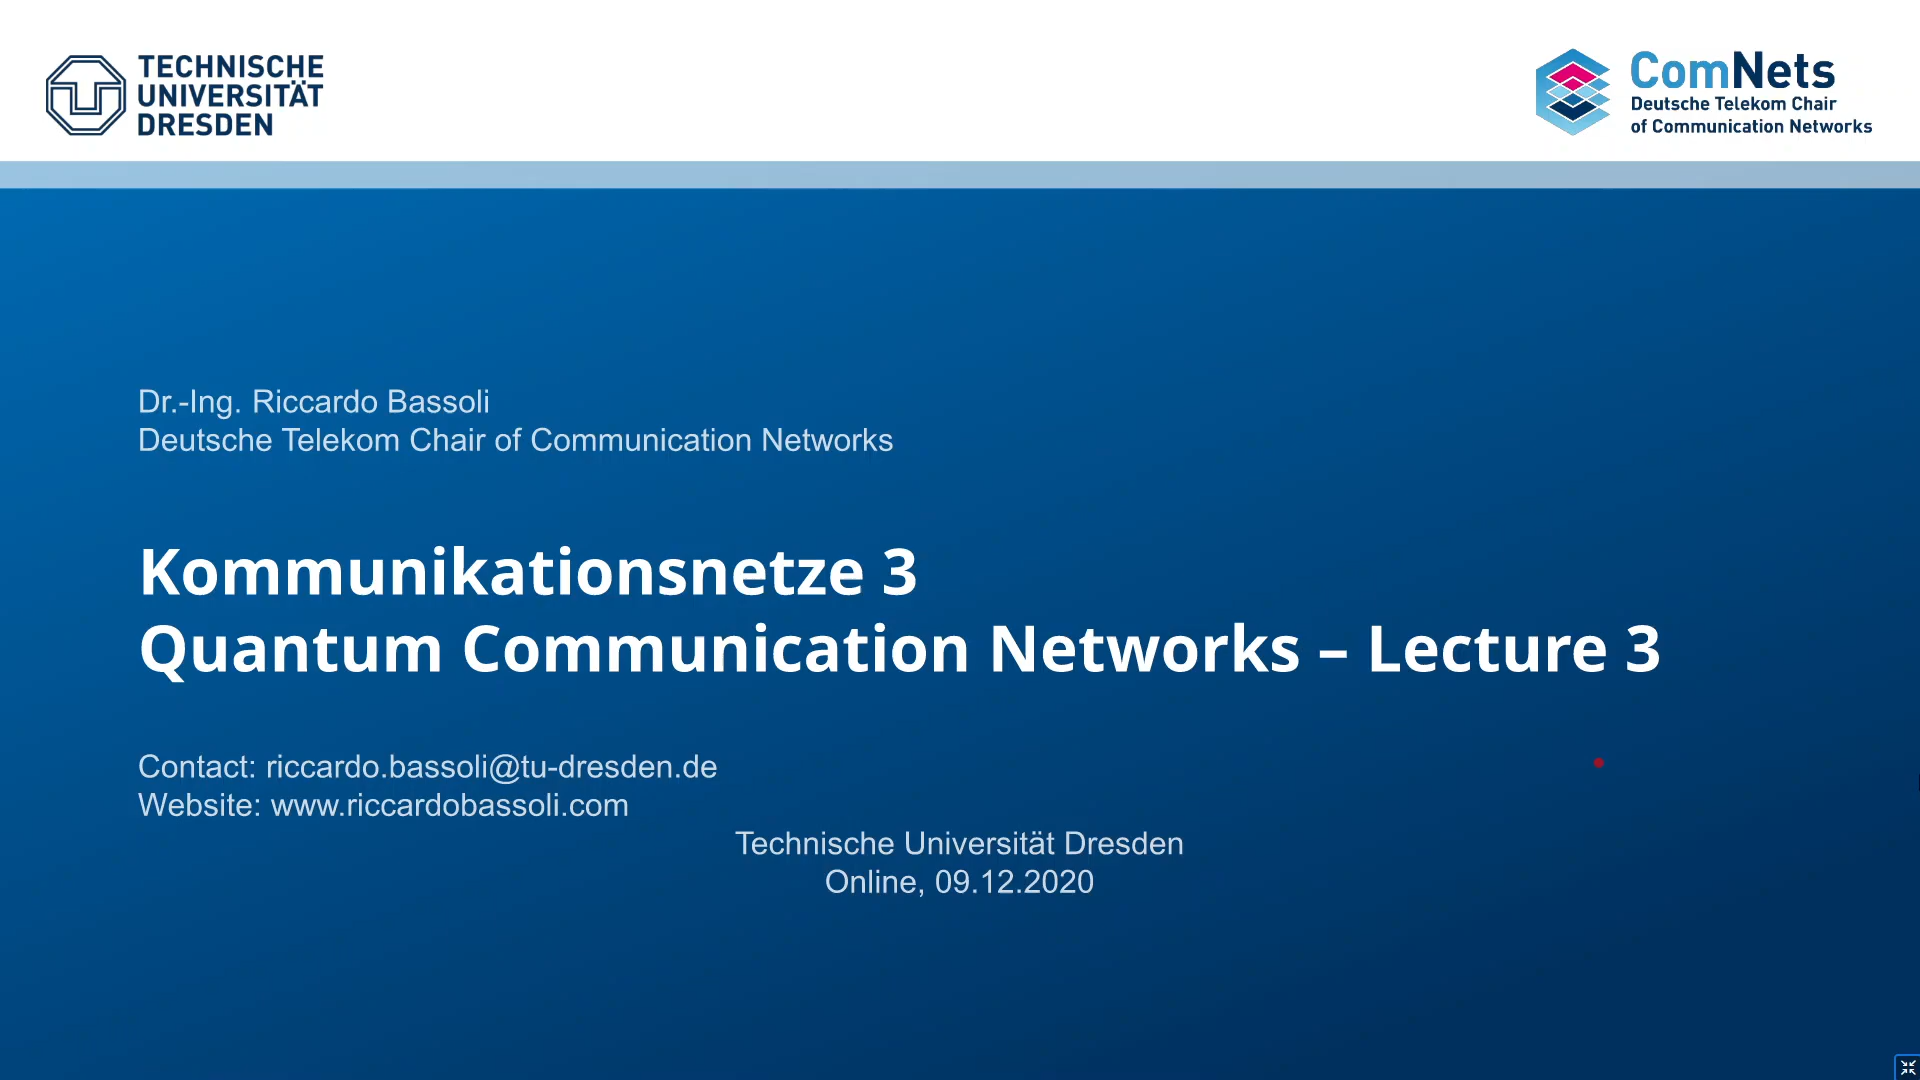 TECHNISCHE
UNIVERSITÄT
DRESDEN
ComNets
Deutsche Telekom Chair
of Communication Networks
Dr.-Ing. Riccardo Bassoli
Deutsche Telekom Chair of Communication Networks
Kommunikationsnetze 3
Quantum Communication Networks – Lecture 3
Contact: riccardo.bassoli@tu-dresden.de
Website: www.riccardobassoli.com
Technische Universität Dresden
Online, 09.12.2020